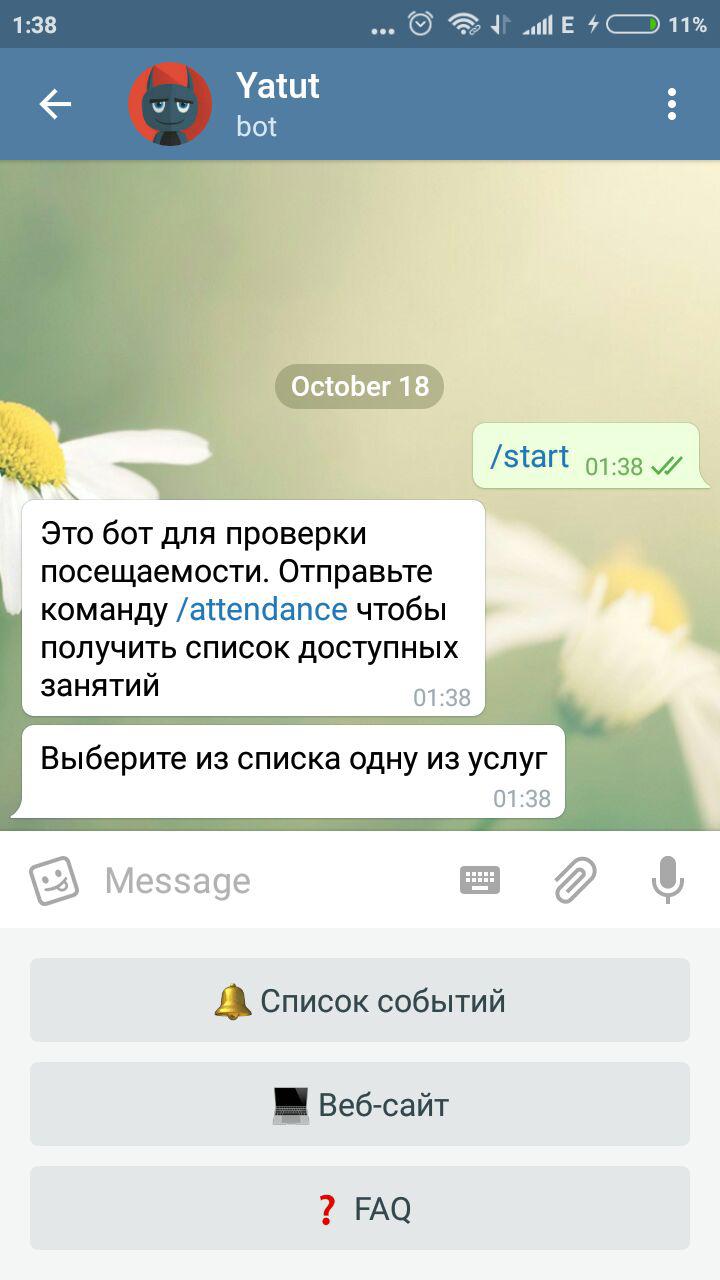 1:38
... E 11%
Yatut
bot
October 18
/start 01:38
Это бот для проверки
посещаемости. Отправьте
команду /attendance чтобы
получить список доступных
занятий
01:38
Выберите из списка одну из услуг
01:38
Message
Список событий
Веб-сайт
? FAQ